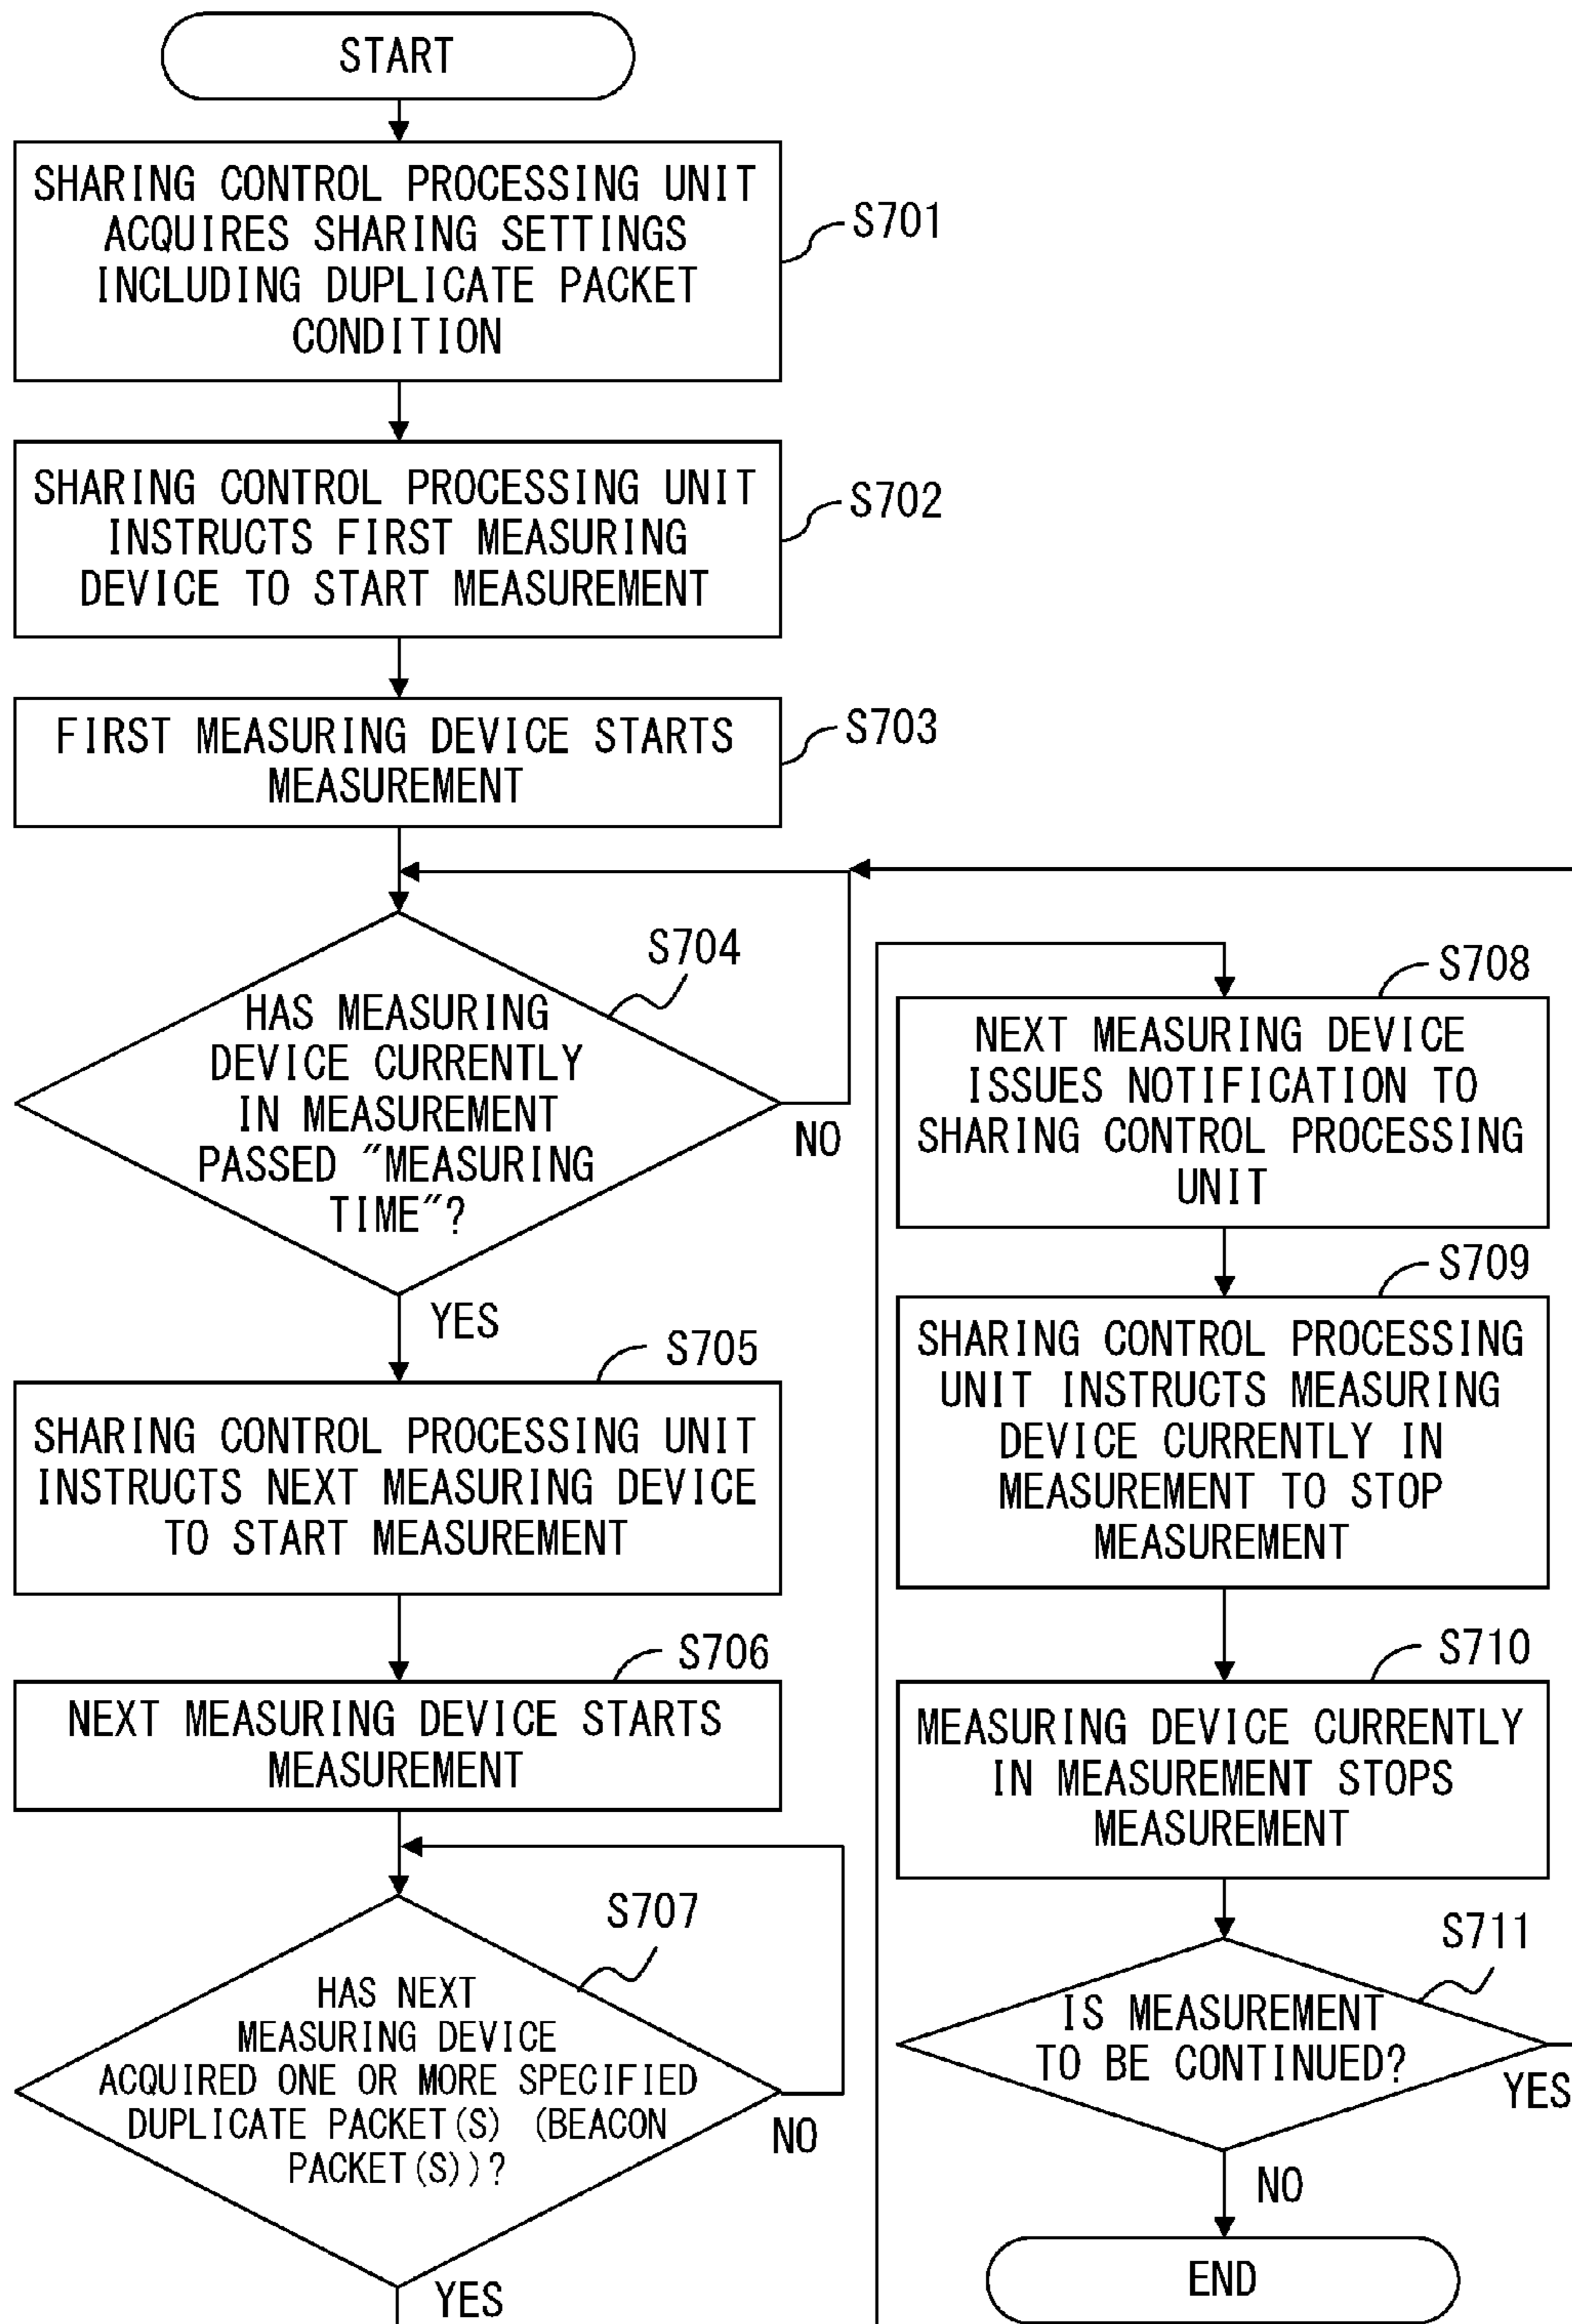 START
SHARING CONTROL PROCESSING UNIT
ACQUIRES SHARING SETTINGS
INCLUDING DUPLICATE PACKET
CONDITION
S701
SHARING CONTROL PROCESSING UNIT
INSTRUCTS FIRST MEASURING
DEVICE TO START MEASUREMENT
S702
FIRST MEASURING DEVICE STARTS
MEASUREMENT
S703
S704
HAS MEASURING
DEVICE CURRENTLY
IN MEASUREMENT
PASSED "MEASURING
TIME"?
NO
YES
S705
SHARING CONTROL PROCESSING UNIT
INSTRUCTS NEXT MEASURING DEVICE
TO START MEASUREMENT
S706
NEXT MEASURING DEVICE STARTS
MEASUREMENT
S707
HAS NEXT
MEASURING DEVICE
ACQUIRED ONE OR MORE SPECIFIED
DUPLICATE PACKET(S) (BEACON
PACKET(S))?
NO
YES
S708
NEXT MEASURING DEVICE
ISSUES NOTIFICATION TO
SHARING CONTROL PROCESSING
UNIT
S709
SHARING CONTROL PROCESSING
UNIT INSTRUCTS MEASURING
DEVICE CURRENTLY IN
MEASUREMENT TO STOP
MEASUREMENT
S710
MEASURING DEVICE CURRENTLY
IN MEASUREMENT STOPS
MEASUREMENT
S711
IS MEASUREMENT
TO BE CONTINUED?
YES
NO
END